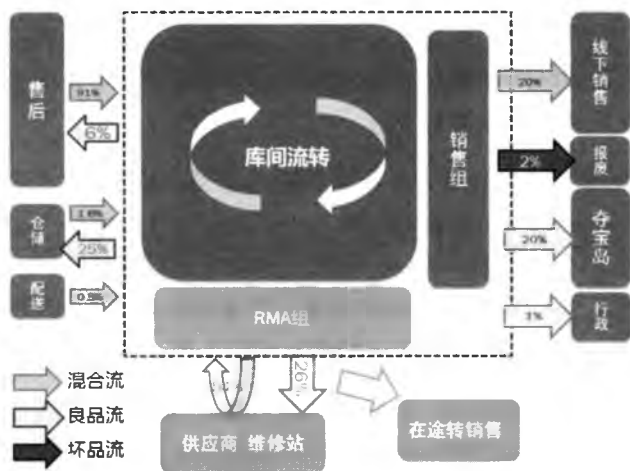 售后
91%
6%
仓储
25%
配送
0.5%
库间流转
销售组
RMA组
20%
线下销售
2%
报废
20%
夺宝岛
1%
行政
26%
供应商 维修站
在途转销售
混合流
良品流
坏品流